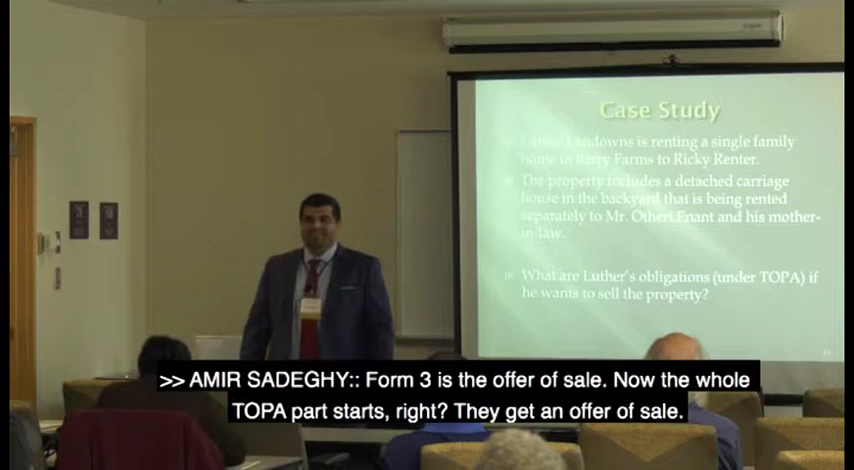 Case Study
Luther Landowns is renting a single family
home in Barry Farms to Ricky Renter.
The property includes a detached carriage
house in the backyard that is being rented
separately to Mr. Othert Enant and his mother-
in-law.
What are Luther's obligations (under TOPA) if
he wants to sell the property?
>> AMIR SADEGHY:: Form 3 is the offer of sale. Now the whole
TOPA part starts, right? They get an offer of sale.